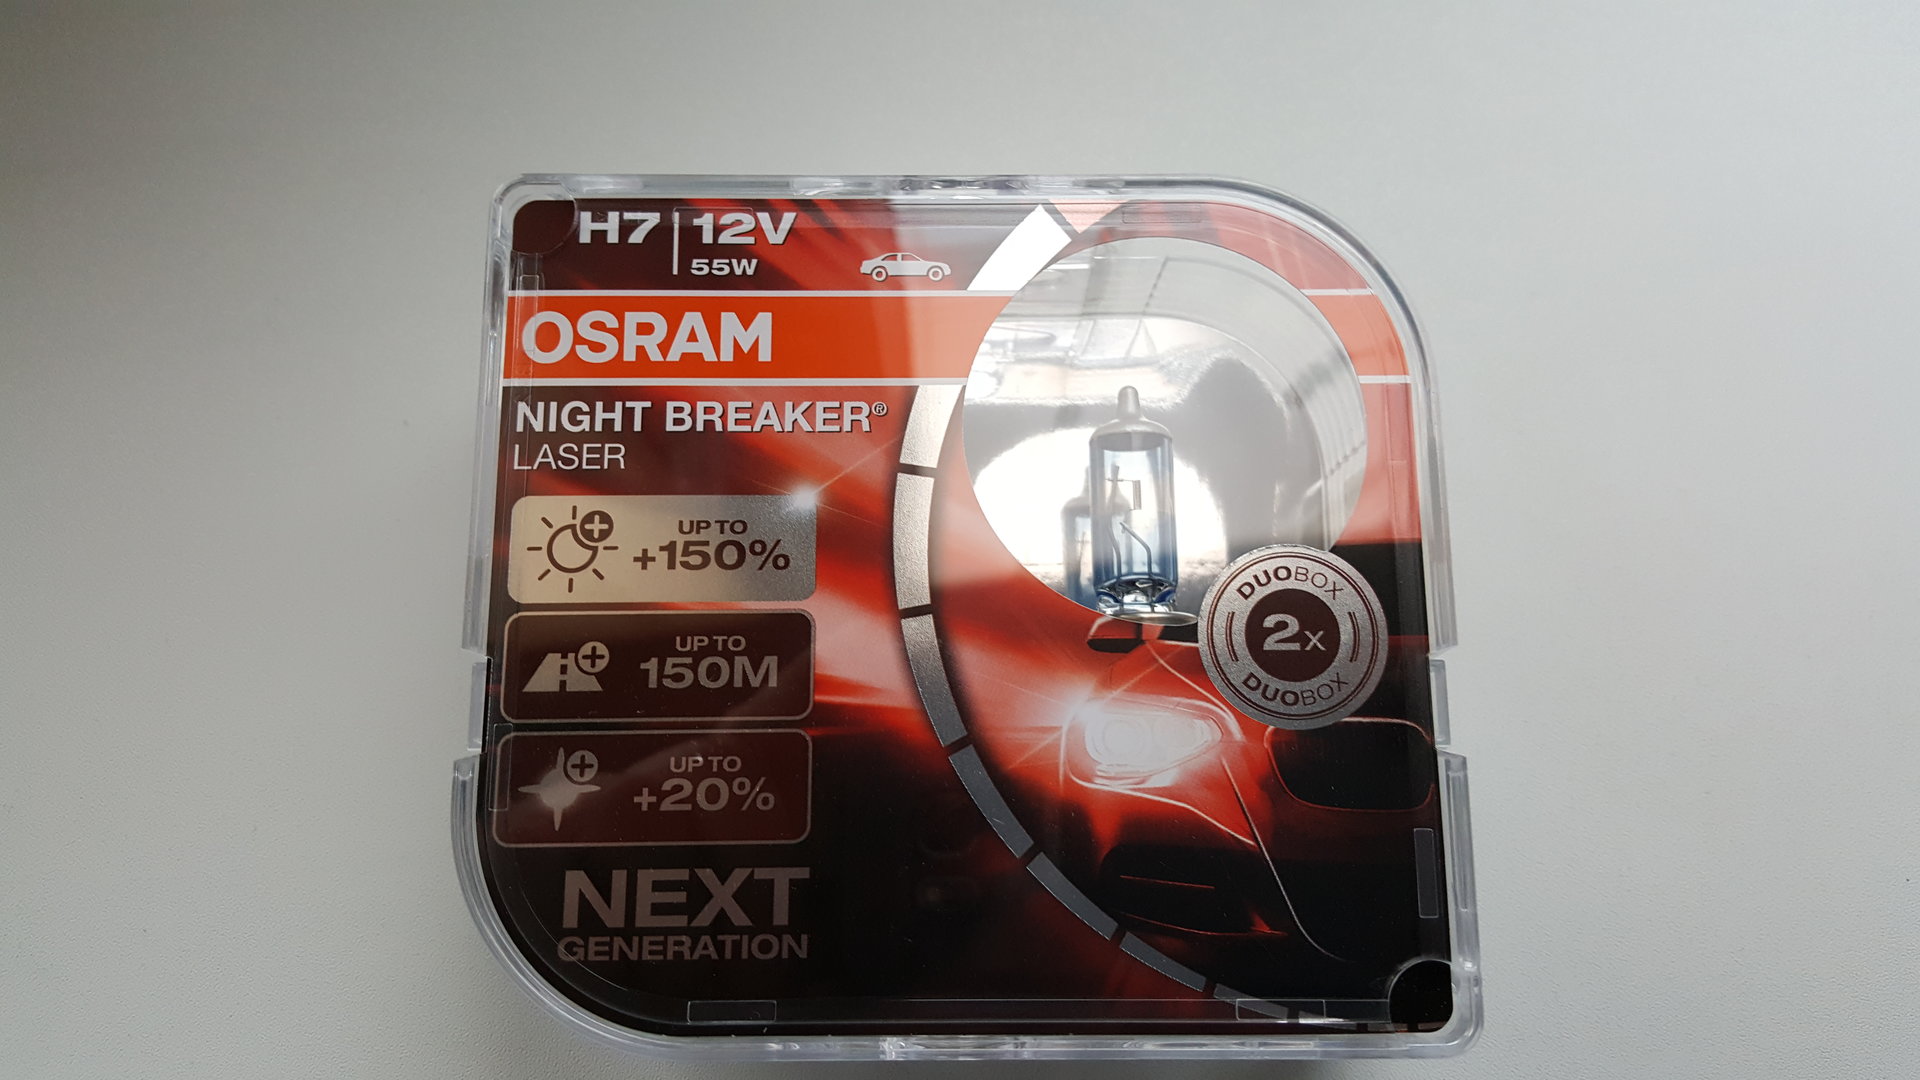 H7 | 12V
55W
OSRAM
NIGHT BREAKER®
LASER
UP TO
+150%
UP TO
150M
UP TO
+20%
NEXT
GENERATION
DUOBOX
2x
DUOBOX